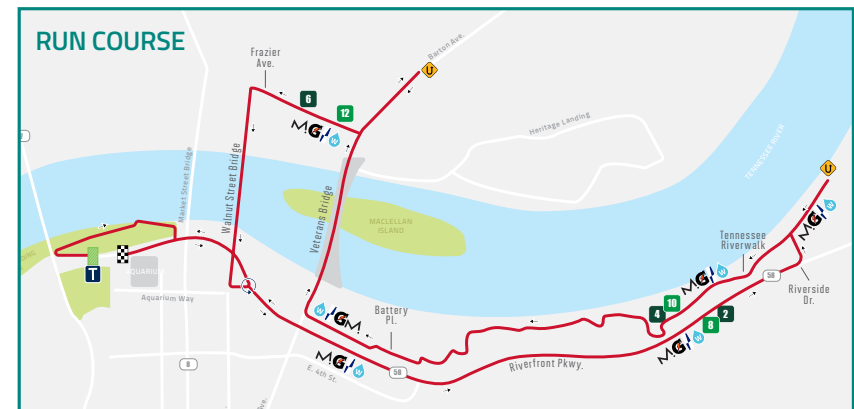 RUN COURSE
Frazier
Ave.
Barton Ave.
U
6
12
M
G
W
Heritage Landing
TENNESSEE RIVER
Market Street Bridge
Walnut Street Bridge
Veterans Bridge
MACLELLAN
ISLAND
U
M
G
W
Tennessee
Riverwalk
58
Riverside
Dr.
T
AQUARIUM
Aquarium Way
M
G
W
10
4
2
8
M
G
W
Battery
Pl.
W
G
M
M
G
W
58
Riverfront Pkwy.
8
E. 4th St.
Ave.